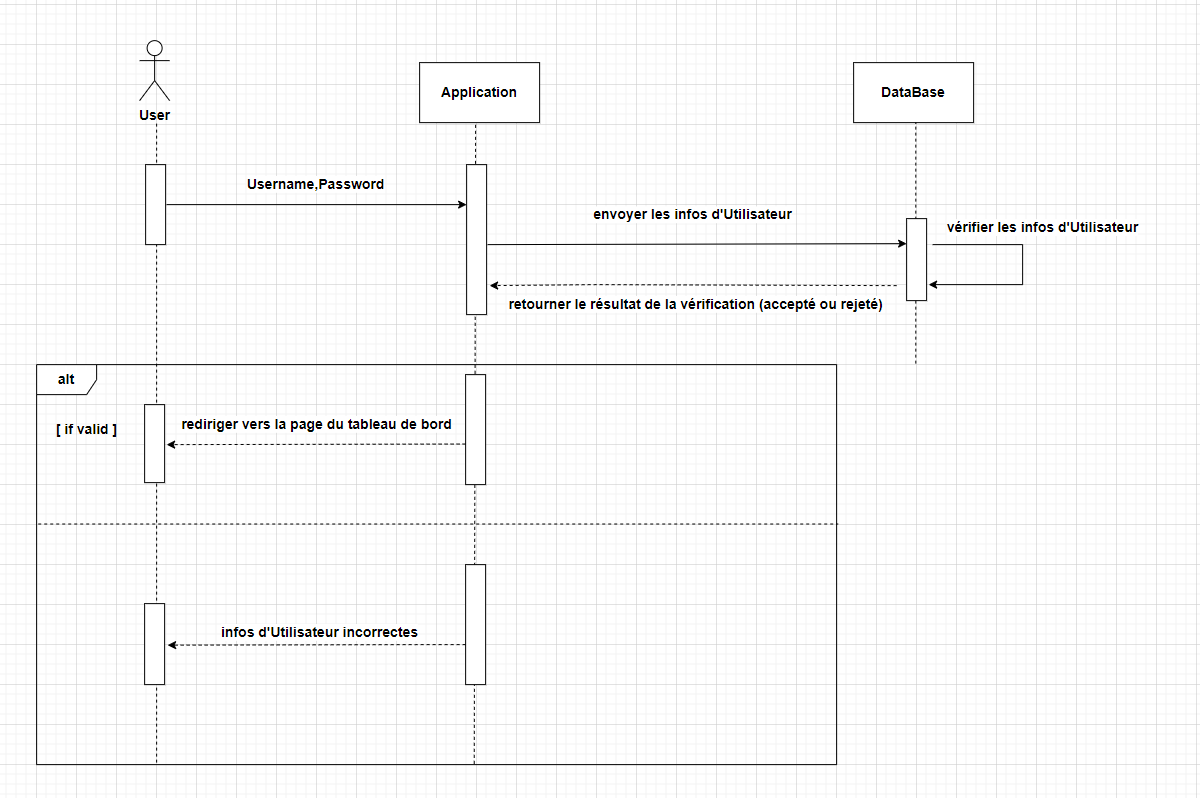 User
Application
DataBase
Username,Password
envoyer les infos d'Utilisateur
vérifier les infos d'Utilisateur
retourner le résultat de la vérification (accepté ou rejeté)
alt
[ if valid ]
rediriger vers la page du tableau de bord
infos d'Utilisateur incorrectes